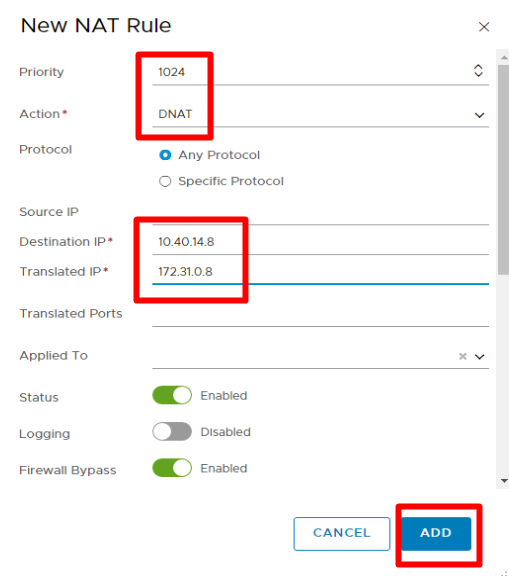 New NAT Rule
Priority 1024
Action* DNAT
Protocol Any Protocol
Specific Protocol
Source IP
Destination IP* 10.40.14.8
Translated IP* 172.31.0.8
Translated Ports
Applied To
Status Enabled
Logging Disabled
Firewall Bypass Enabled
CANCEL ADD